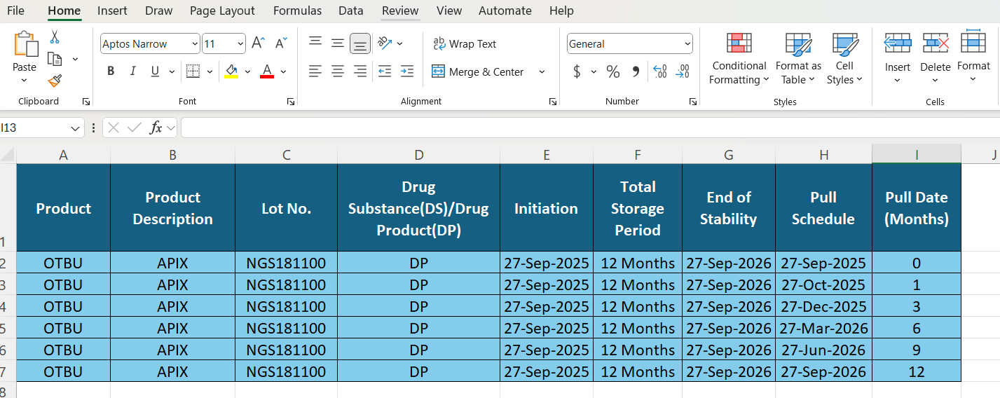 File Home Insert Draw Page Layout Formulas Data Review View Automate Help
Paste
Clipboard
Aptos Narrow 11 A A
B I U A
Font
ab Wrap Text
Merge & Center
Alignment
General
$ % 9 .00 .00
Number
Conditional Formatting
Format as Table
Cell Styles
Styles
Insert Delete Format
Cells
I13 fx
A B C D E F G H I J
1 Product Product Description Lot No. Drug Substance(DS)/Drug Product(DP) Initiation Total Storage Period End of Stability Pull Schedule Pull Date (Months)
2 OTBU APIX NGS181100 DP 27-Sep-2025 12 Months 27-Sep-2026 27-Sep-2025 0
3 OTBU APIX NGS181100 DP 27-Sep-2025 12 Months 27-Sep-2026 27-Oct-2025 1
4 OTBU APIX NGS181100 DP 27-Sep-2025 12 Months 27-Sep-2026 27-Dec-2025 3
5 OTBU APIX NGS181100 DP 27-Sep-2025 12 Months 27-Sep-2026 27-Mar-2026 6
6 OTBU APIX NGS181100 DP 27-Sep-2025 12 Months 27-Sep-2026 27-Jun-2026 9
7 OTBU APIX NGS181100 DP 27-Sep-2025 12 Months 27-Sep-2026 27-Sep-2026 12
8